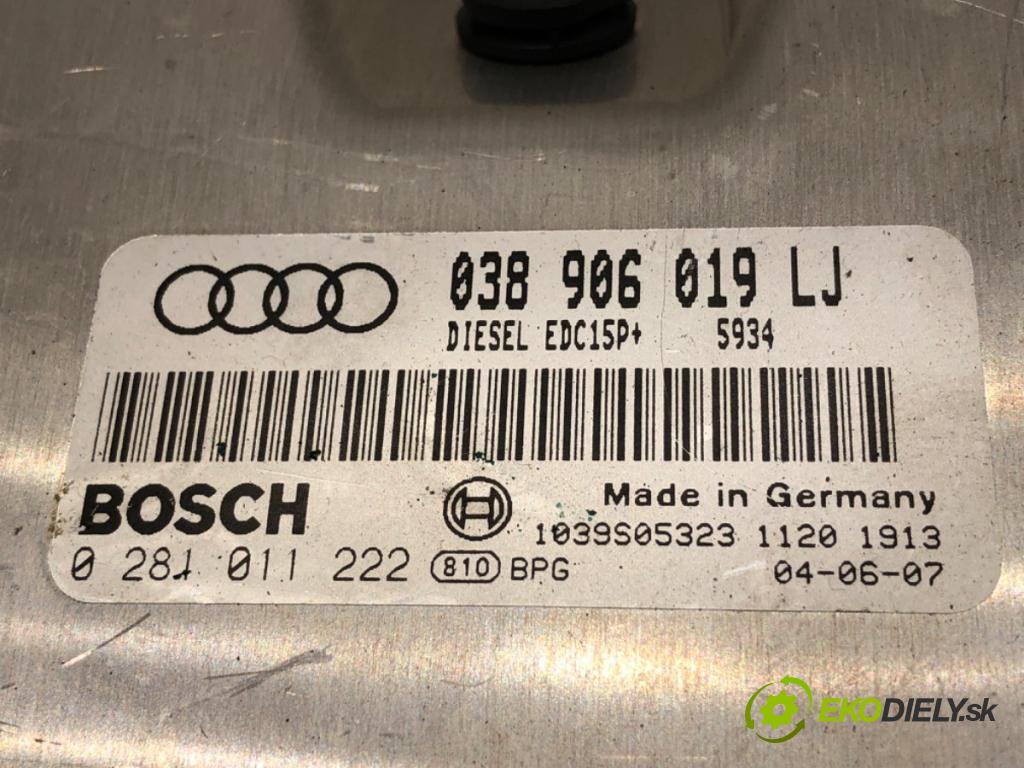 038 906 019 LJ
DIESEL EDC15P+ 5934
BOSCH
Made in Germany
1039S05323 1120 1913
0 281 011 222 810 BPG
04-06-07
EKODIELY.sk